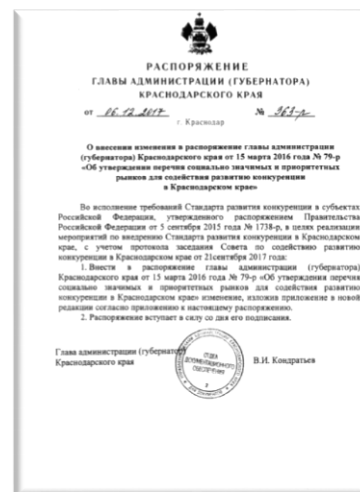 РАСПОРЯЖЕНИЕ
ГЛАВЫ АДМИНИСТРАЦИИ (ГУБЕРНАТОРА)
КРАСНОДАРСКОГО КРАЯ
от 06.12.2017 № 363-р
г. Краснодар
О внесении изменения в распоряжение главы администрации
(губернатора) Краснодарского края от 15 марта 2016 года № 79-р
«Об утверждении перечня социально значимых и приоритетных
рынков для содействия развитию конкуренции
в Краснодарском крае»
Во исполнение требований Стандарта развития конкуренции в субъектах
Российской Федерации, утвержденного распоряжением Правительства
Российской Федерации от 5 сентября 2015 года № 1738-р, в целях реализации
мероприятий по внедрению Стандарта развития конкуренции в Краснодарском
крае, с учетом протокола заседания Совета по содействию развитию
конкуренции в Краснодарском крае от 21сентября 2017 года:
1. Внести в распоряжение главы администрации (губернатора)
Краснодарского края от 15 марта 2016 года № 79-р «Об утверждении перечня
социально значимых и приоритетных рынков для содействия развитию
конкуренции в Краснодарском крае» изменение, изложив приложение в новой
редакции согласно приложению к настоящему распоряжению.
2. Распоряжение вступает в силу со дня его подписания.
Глава администрации (губернатор)
Краснодарского края В.И. Кондратьев
ОТДЕЛ
ДОКУМЕНТАЦИОННОГО
ОБЕСПЕЧЕНИЯ